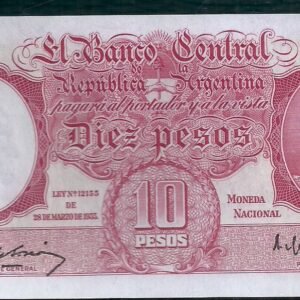 El Banco Central
de la
República Argentina
pagará al portador y a la vista
Diez pesos
LEY Nº 12155
DE
28 DE MARZO DE 1935.
10
PESOS
MONEDA
NACIONAL
E GENERAL